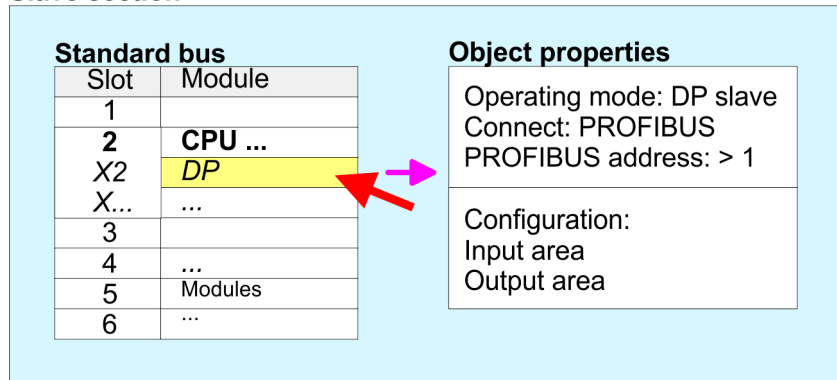 Standard bus
Slot Module
1
2 CPU ...
X2 DP
X... ...
3
4 ...
5 Modules
6 ...
Object properties
Operating mode: DP slave
Connect: PROFIBUS
PROFIBUS address: > 1
Configuration:
Input area
Output area